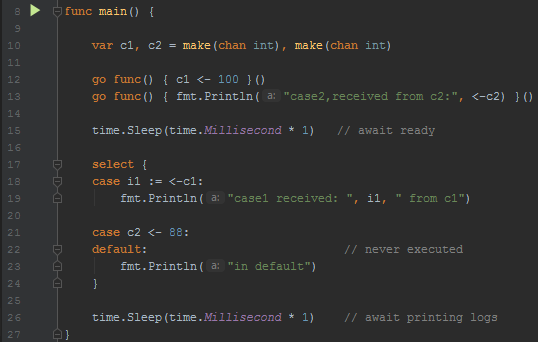 8 func main() {
9
10 var c1, c2 = make(chan int), make(chan int)
11
12 go func() { c1 <- 100 }()
13 go func() { fmt.Println( a: "case2,received from c2:", <-c2) }()
14
15 time.Sleep(time.Millisecond * 1) // await ready
16
17 select {
18 case i1 := <-c1:
19 fmt.Println( a: "case1 received: ", i1, " from c1")
20
21 case c2 <- 88:
22 default: // never executed
23 fmt.Println( a: "in default")
24 }
25
26 time.Sleep(time.Millisecond * 1) // await printing logs
27 }